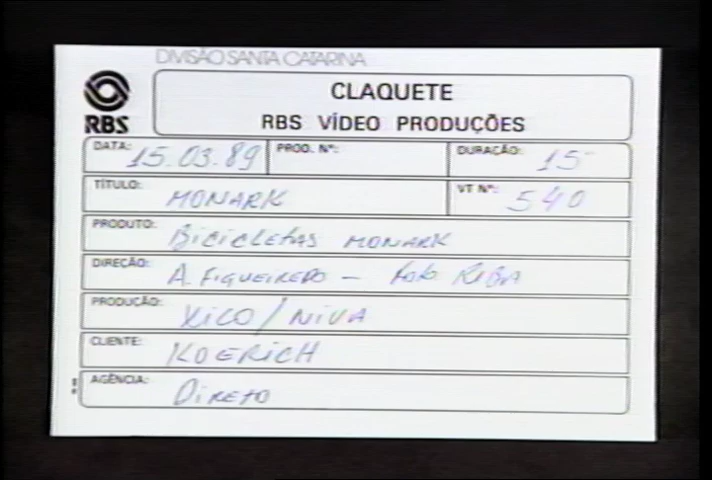 DIVISÃO SANTA CATARINA
RBS
CLAQUETE
RBS VÍDEO PRODUÇÕES
DATA: 15.03.89 PROD. Nº: DURAÇÃO: 15"
TÍTULO: MONARK VT Nº: 540
PRODUTO: BiCiCLETAS MONARK
DIREÇÃO: A. FIGUEIREDO –
PRODUÇÃO: XICO / NIVA
CLIENTE: KOERICH
AGÊNCIA: DIRETO